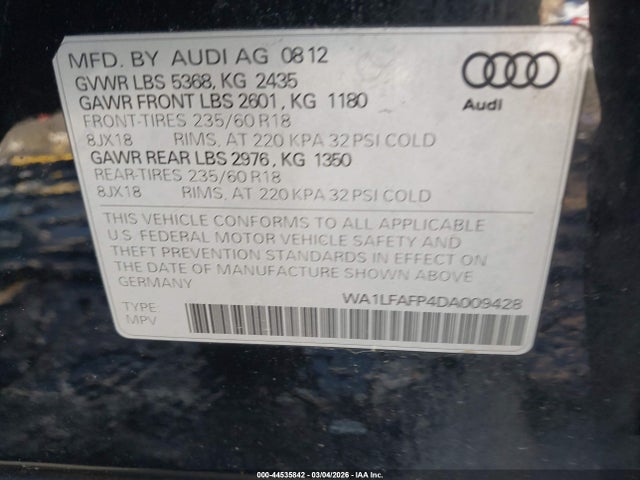 MFD. BY AUDI AG 08 12
GVWR LBS 5368, KG 2435
GAWR FRONT LBS 2601, KG 1180
FRONT-TIRES 235/60 R18
8JX18 RIMS, AT 220 KPA 32 PSI COLD
GAWR REAR LBS 2976, KG 1350
REAR-TIRES 235/60 R18
8JX18 RIMS, AT 220 KPA 32 PSI COLD
Audi
THIS VEHICLE CONFORMS TO ALL APPLICABLE
U.S. FEDERAL MOTOR VEHICLE SAFETY AND
THEFT PREVENTION STANDARDS IN EFFECT ON
THE DATE OF MANUFACTURE SHOWN ABOVE
GERMANY
WA1LFAFP4DA009428
TYPE
MPV
000-44535842 - 03/04/2026 - IAA Inc.